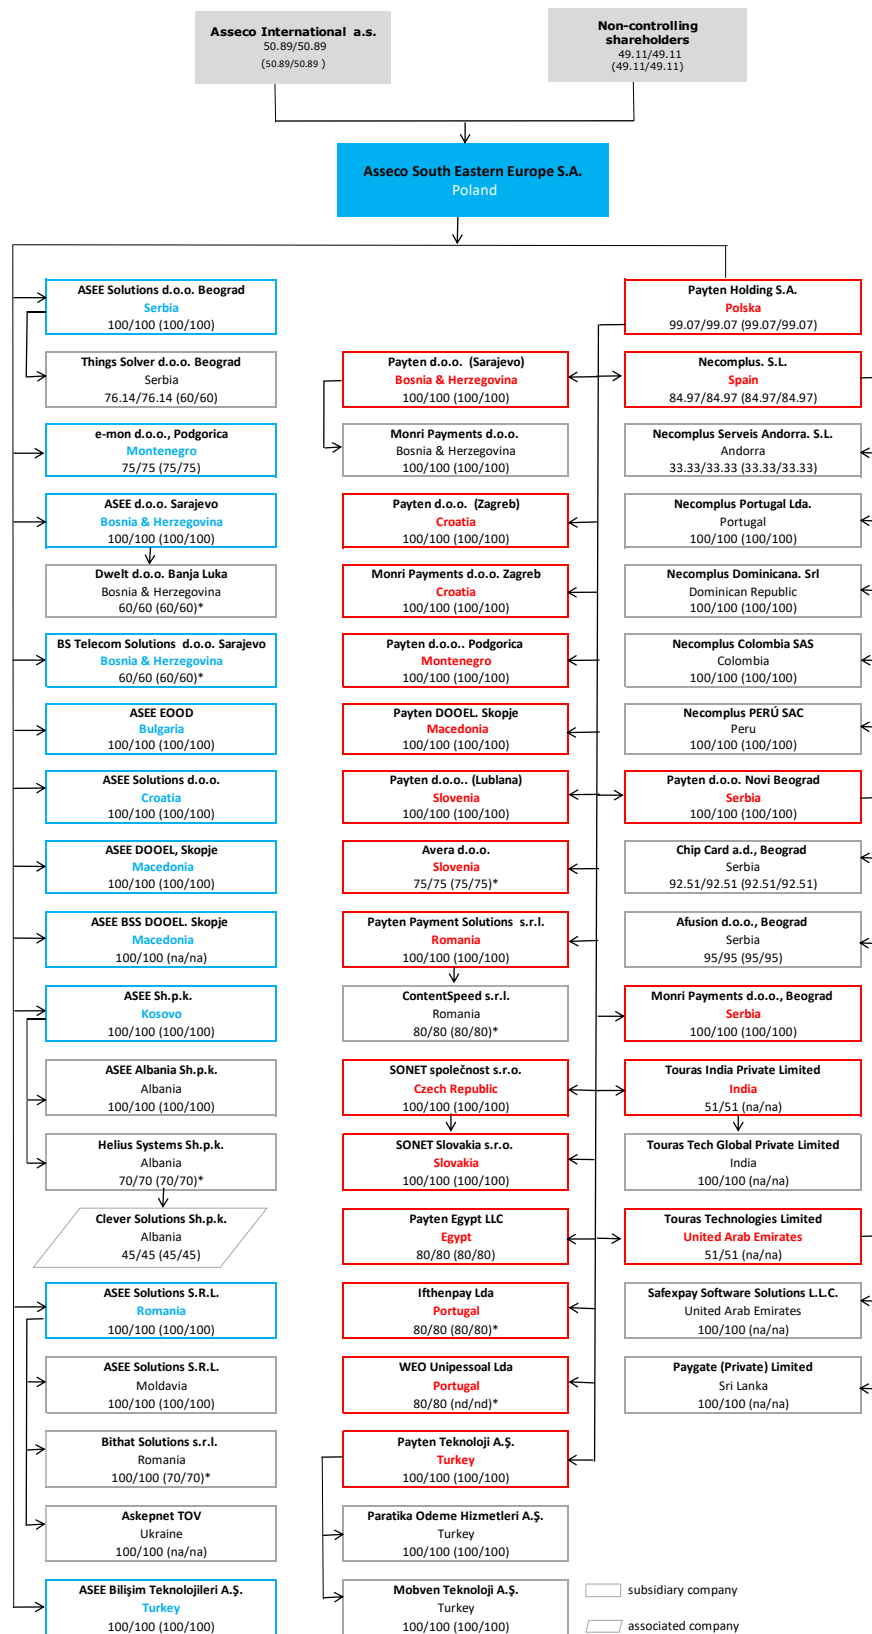 Asseco International a.s.
50.89/50.89
(50.89/50.89 )
Non-controlling
shareholders
49.11/49.11
(49.11/49.11)
Asseco South Eastern Europe S.A.
Poland
ASEE Solutions d.o.o. Beograd
Serbia
100/100 (100/100)
Things Solver d.o.o. Beograd
Serbia
76.14/76.14 (60/60)
e-mon d.o.o., Podgorica
Montenegro
75/75 (75/75)
ASEE d.o.o. Sarajevo
Bosnia & Herzegovina
100/100 (100/100)
Dwelt d.o.o. Banja Luka
Bosnia & Herzegovina
60/60 (60/60)*
BS Telecom Solutions d.o.o. Sarajevo
Bosnia & Herzegovina
60/60 (60/60)*
ASEE EOOD
Bulgaria
100/100 (100/100)
ASEE Solutions d.o.o.
Croatia
100/100 (100/100)
ASEE DOOEL, Skopje
Macedonia
100/100 (100/100)
ASEE BSS DOOEL. Skopje
Macedonia
100/100 (na/na)
ASEE Sh.p.k.
Kosovo
100/100 (100/100)
ASEE Albania Sh.p.k.
Albania
100/100 (100/100)
Helius Systems Sh.p.k.
Albania
70/70 (70/70)*
Clever Solutions Sh.p.k.
Albania
45/45 (45/45)
ASEE Solutions S.R.L.
Romania
100/100 (100/100)
ASEE Solutions S.R.L.
Moldavia
100/100 (100/100)
Bithat Solutions s.r.l.
Romania
100/100 (70/70)*
Askepnet TOV
Ukraine
100/100 (na/na)
ASEE Bilişim Teknolojileri A.Ş.
Turkey
100/100 (100/100)
Payten d.o.o. (Sarajevo)
Bosnia & Herzegovina
100/100 (100/100)
Monri Payments d.o.o.
Bosnia & Herzegovina
100/100 (100/100)
Payten d.o.o. (Zagreb)
Croatia
100/100 (100/100)
Monri Payments d.o.o. Zagreb
Croatia
100/100 (100/100)
Payten d.o.o.. Podgorica
Montenegro
100/100 (100/100)
Payten DOOEL. Skopje
Macedonia
100/100 (100/100)
Payten d.o.o.. (Lublana)
Slovenia
100/100 (100/100)
Avera d.o.o.
Slovenia
75/75 (75/75)*
Payten Payment Solutions s.r.l.
Romania
100/100 (100/100)
ContentSpeed s.r.l.
Romania
80/80 (80/80)*
SONET společnost s.r.o.
Czech Republic
100/100 (100/100)
SONET Slovakia s.r.o.
Slovakia
100/100 (100/100)
Payten Egypt LLC
Egypt
80/80 (80/80)
Ifthenpay Lda
Portugal
80/80 (80/80)*
WEO Unipessoal Lda
Portugal
80/80 (nd/nd)*
Payten Teknoloji A.Ş.
Turkey
100/100 (100/100)
Paratika Odeme Hizmetleri A.Ş.
Turkey
100/100 (100/100)
Mobven Teknoloji A.Ş.
Turkey
100/100 (100/100)
Payten Holding S.A.
Polska
99.07/99.07 (99.07/99.07)
Necomplus. S.L.
Spain
84.97/84.97 (84.97/84.97)
Necomplus Serveis Andorra. S.L.
Andorra
33.33/33.33 (33.33/33.33)
Necomplus Portugal Lda.
Portugal
100/100 (100/100)
Necomplus Dominicana. Srl
Dominican Republic
100/100 (100/100)
Necomplus Colombia SAS
Colombia
100/100 (100/100)
Necomplus PERÚ SAC
Peru
100/100 (100/100)
Payten d.o.o. Novi Beograd
Serbia
100/100 (100/100)
Chip Card a.d., Beograd
Serbia
92.51/92.51 (92.51/92.51)
Afusion d.o.o., Beograd
Serbia
95/95 (95/95)
Monri Payments d.o.o., Beograd
Serbia
100/100 (100/100)
Touras India Private Limited
India
51/51 (na/na)
Touras Tech Global Private Limited
India
100/100 (na/na)
Touras Technologies Limited
United Arab Emirates
51/51 (na/na)
Safexpay Software Solutions L.L.C.
United Arab Emirates
100/100 (na/na)
Paygate (Private) Limited
Sri Lanka
100/100 (na/na)
subsidiary company
associated company